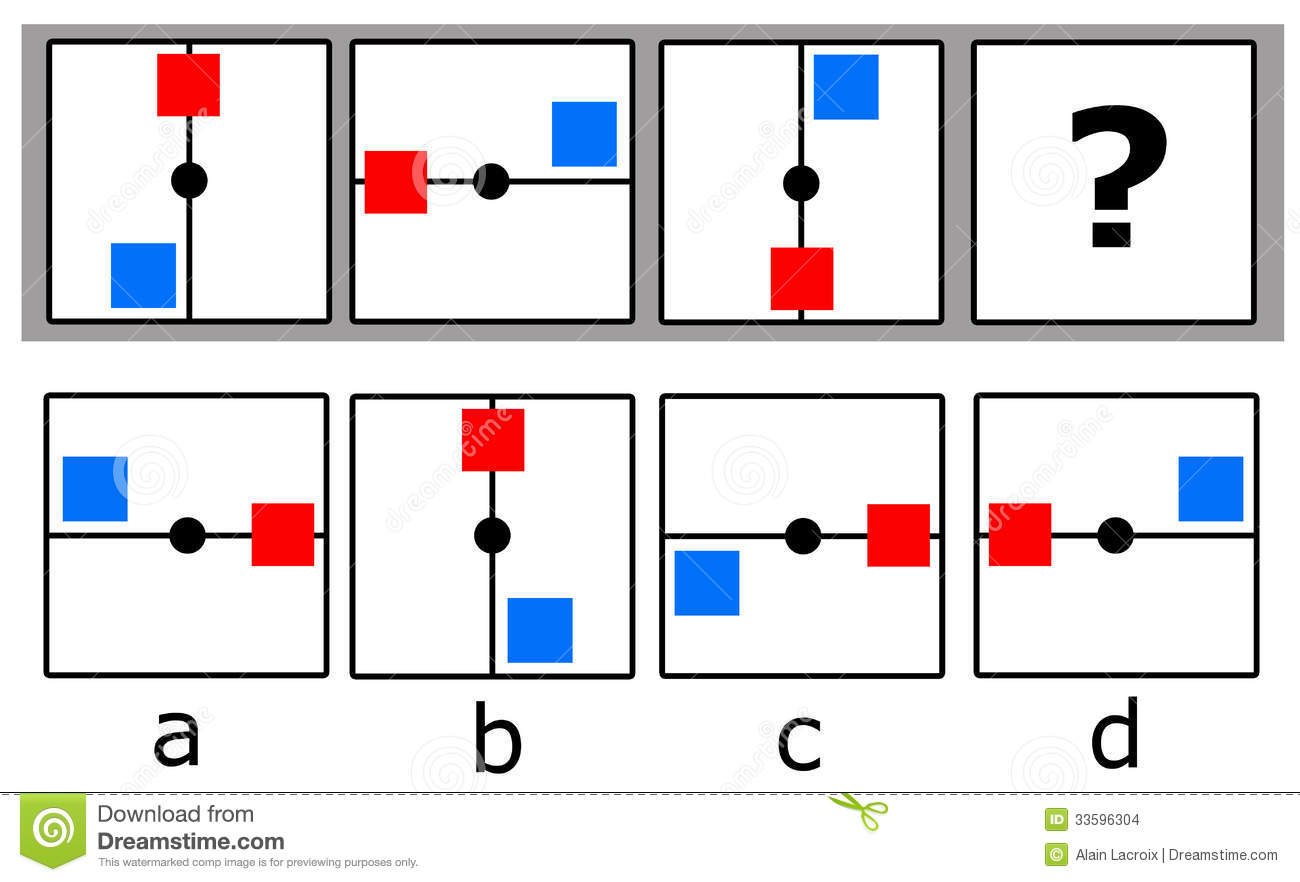 ?
a b c d
Download from
Dreamstime.com
This watermarked comp image is for previewing purposes only.
ID 33596304
© Alain Lacroix | Dreamstime.com